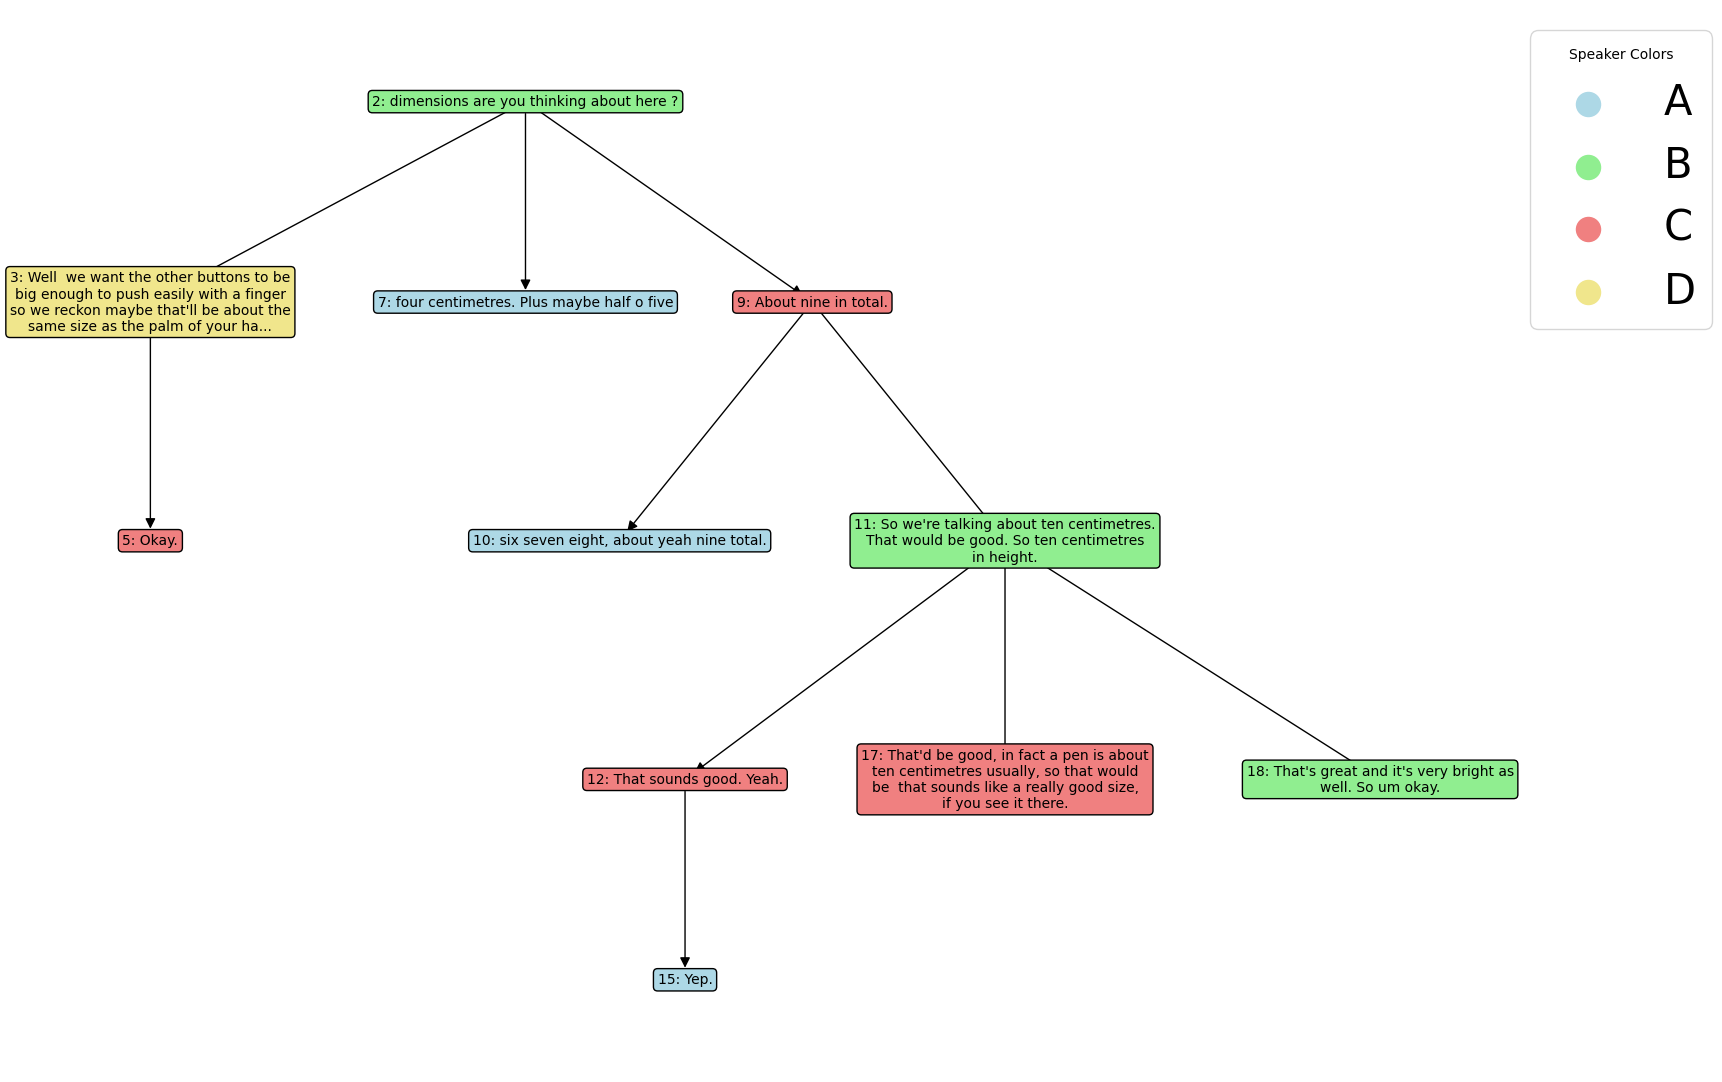 Speaker Colors
A
B
C
D
2: dimensions are you thinking about here ?
3: Well  we want the other buttons to be
big enough to push easily with a finger
so we reckon maybe that'll be about the
same size as the palm of your ha...
7: four centimetres. Plus maybe half o five
9: About nine in total.
5: Okay.
10: six seven eight, about yeah nine total.
11: So we're talking about ten centimetres.
That would be good. So ten centimetres
in height.
12: That sounds good. Yeah.
17: That'd be good, in fact a pen is about
ten centimetres usually, so that would
be  that sounds like a really good size,
if you see it there.
18: That's great and it's very bright as
well. So um okay.
15: Yep.